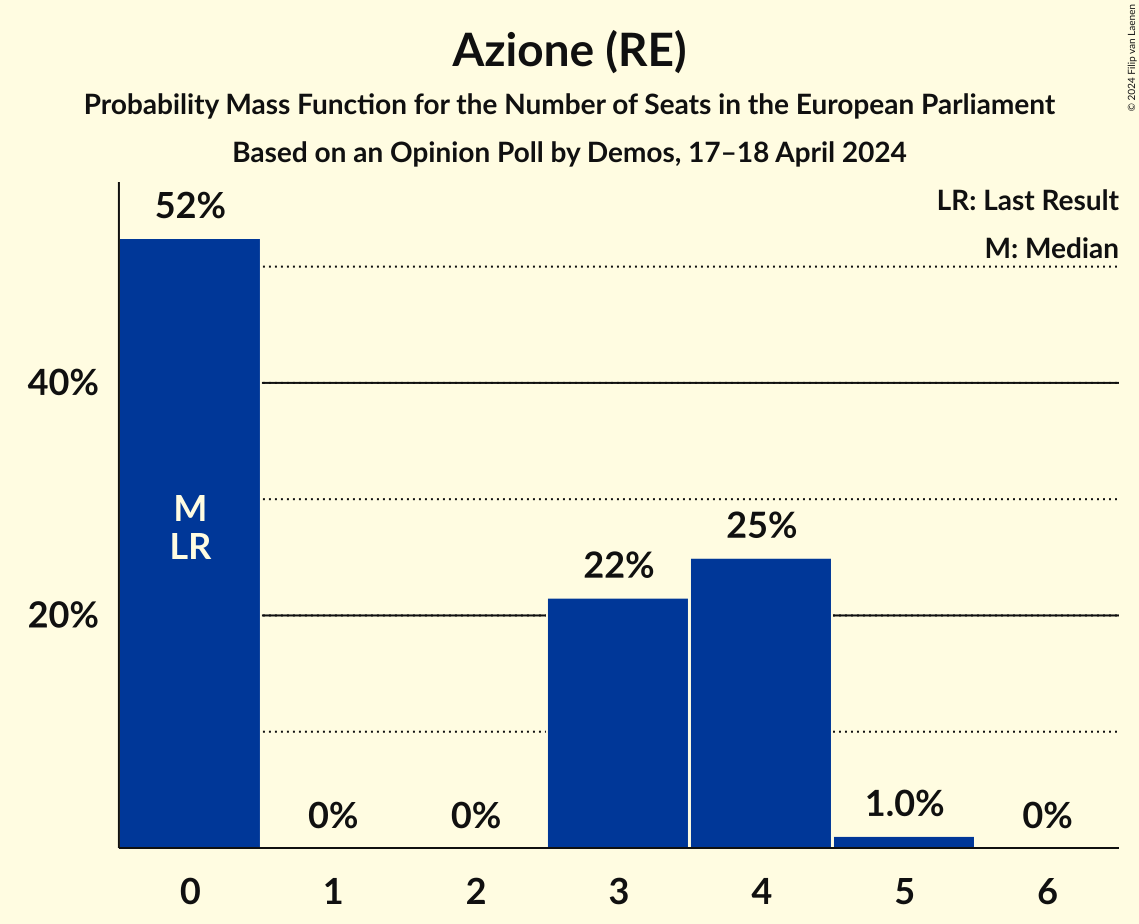 Azione (RE)
Probability Mass Function for the Number of Seats in the European Parliament
Based on an Opinion Poll by Demos, 17–18 April 2024
© 2024 Filip van Laenen
LR: Last Result
M: Median
52%
40%
20%
M
LR
0%
0%
22%
25%
1.0%
0%
0 1 2 3 4 5 6